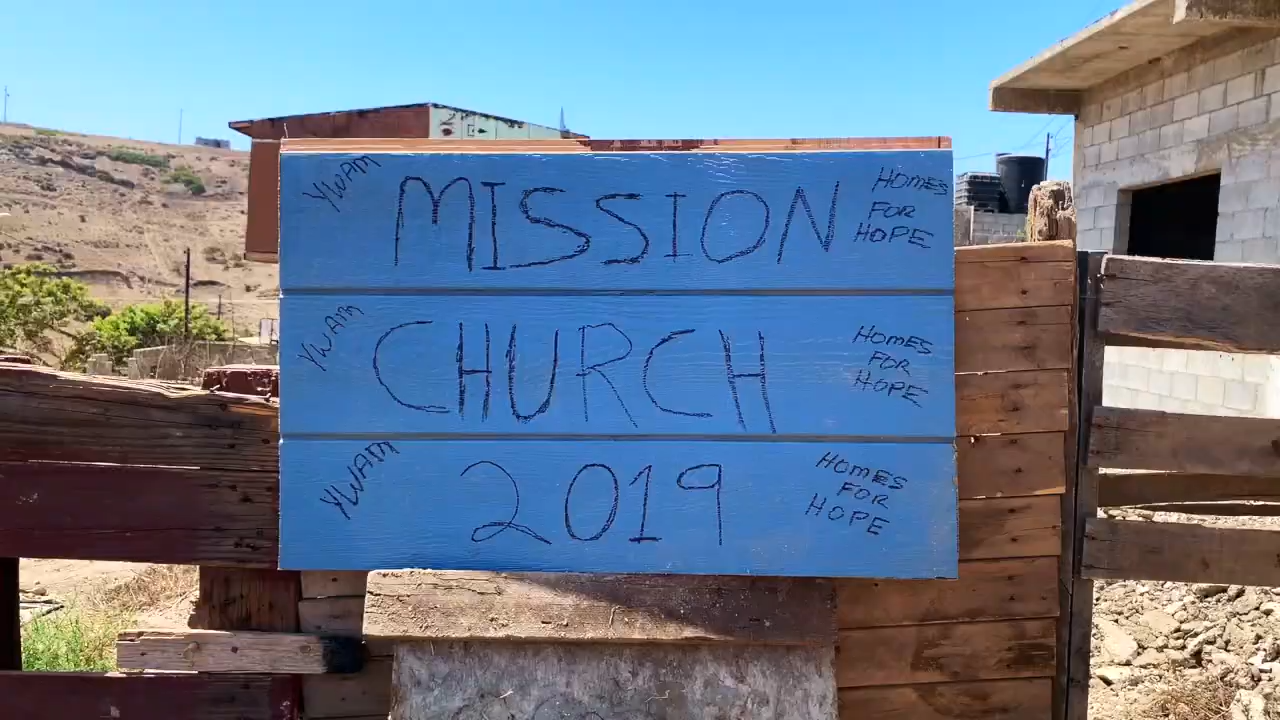 YWAM MISSION HOMES FOR HOPE
YWAM CHURCH HOMES FOR HOPE
YWAM 2019 HOMES FOR HOPE